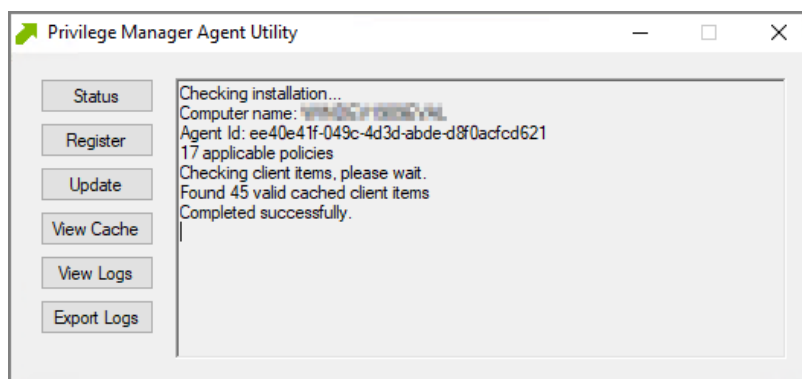 Privilege Manager Agent Utility
Status
Register
Update
View Cache
View Logs
Export Logs
Checking installation...
Computer name:
Agent Id: ee40e41f-049c-4d3d-abde-d8f0acfcd621
17 applicable policies
Checking client items, please wait.
Found 45 valid cached client items
Completed successfully.